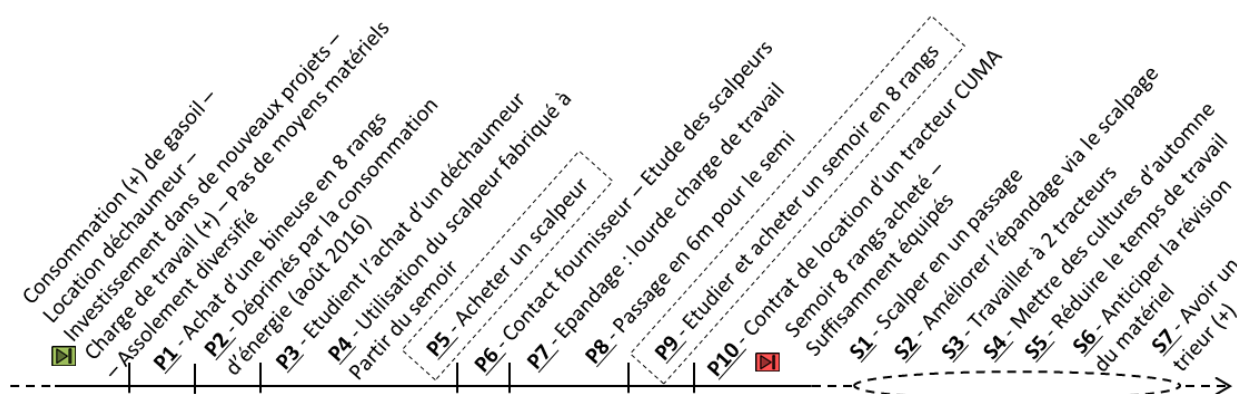 Consommation (+) de gasoil –
Location déchaumeur –
Investissement dans de nouveaux projets –
Charge de travail (+) – Pas de moyens matériels
– Assolement diversifié
P1 - Achat d'une bineuse en 8 rangs
P2 - Déprimés par la consommation
d'énergie (août 2016)
P3 - Etudient l'achat d'un déchaumeur
P4 - Utilisation du scalpeur fabriqué à
Partir du semoir
P5 - Acheter un scalpeur
P6 - Contact fournisseur – Etude des scalpeurs
P7 - Epandage : lourde charge de travail
P8 - Passage en 6m pour le semi
P9 - Etudier et acheter un semoir en 8 rangs
P10 - Contrat de location d'un tracteur CUMA
Semoir 8 rangs acheté –
Suffisamment équipés
S1 - Scalper en un passage
S2 - Améliorer l'épandage via le scalpage
S3 - Travailler à 2 tracteurs
S4 - Mettre des cultures d'automne
S5 - Réduire le temps de travail
S6 - Anticiper la révision
du matériel
S7 - Avoir un
trieur (+)